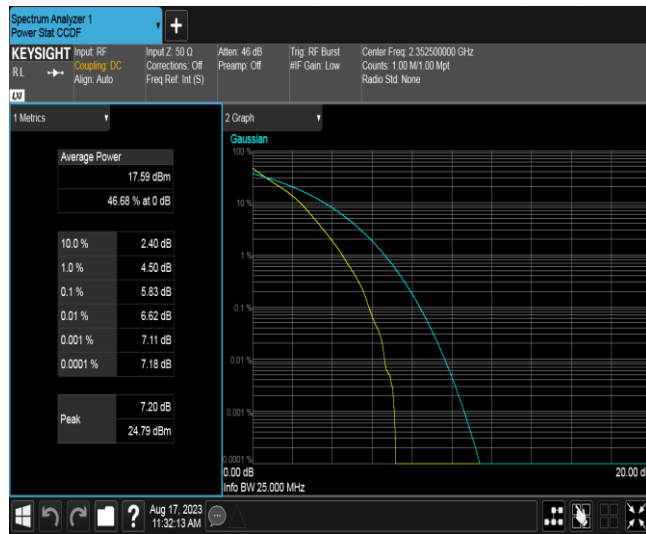 Spectrum Analyzer 1
Power Stat CCDF
+
KEYSIGHT
RL
LXI
Input: RF
Coupling: DC
Align: Auto
Input Z: 50 Ω
Corrections: Off
Freq Ref: Int (S)
Atten: 46 dB
Preamp: Off
Trig: RF Burst
#IF Gain: Low
Center Freq: 2.352500000 GHz
Counts: 1.00 M/1.00 Mpt
Radio Std: None
1 Metrics
Average Power
17.59 dBm
46.68 % at 0 dB
10.0 % 2.40 dB
1.0 % 4.50 dB
0.1 % 5.83 dB
0.01 % 6.62 dB
0.001 % 7.11 dB
0.0001 % 7.18 dB
Peak
7.20 dB
24.79 dBm
2 Graph
Gaussian
100 %
10 %
1 %
0.1 %
0.01 %
0.001 %
0.0001 %
0.00 dB
20.00 d
Info BW 25.000 MHz
?
Aug 17, 2023
11:32:13 AM